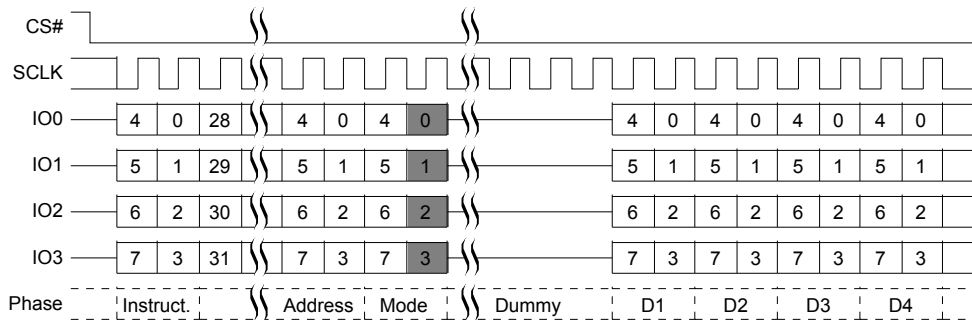 CS#
SCLK
IO0 4 0 28 4 0 4 0 4 0 4 0 4 0 4 0
IO1 5 1 29 5 1 5 1 5 1 5 1 5 1 5 1
IO2 6 2 30 6 2 6 2 6 2 6 2 6 2 6 2
IO3 7 3 31 7 3 7 3 7 3 7 3 7 3 7 3
Phase Instruct. Address Mode Dummy D1 D2 D3 D4